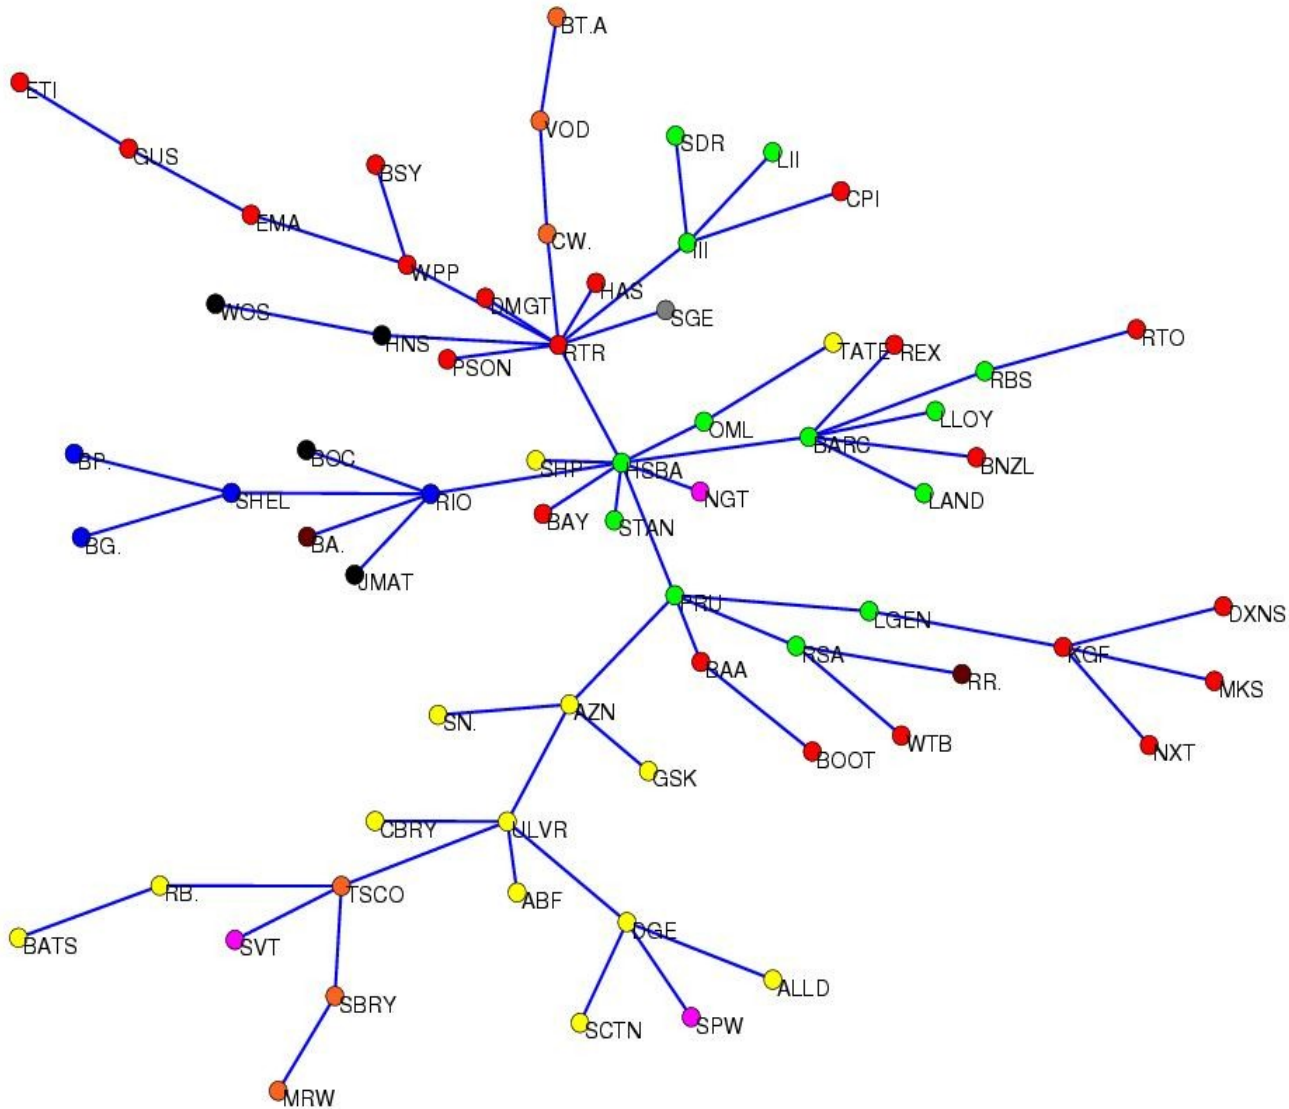 BT.A
ETI
VOD
SDR
GUS
LII
BSY
CPI
EMA
CW.
III
WPP
HAS
DMGT
WOS
SGE
HNS
RTR
PSON
TATE
REX
RTO
RBS
LLOY
OML
BARC
BP.
BOC
SHP
HSBA
BNZL
SHEL
RIO
NGT
LAND
BAY
STAN
BG.
BA.
JMAT
PRU
LGEN
DXNS
RSA
KGF
BAA
RR.
MKS
AZN
SN.
WTB
BOOT
NXT
GSK
CBRY
ULVR
RB.
TSCO
ABF
BATS
SVT
DGE
ALLD
SBRY
SCTN
SPW
MRW